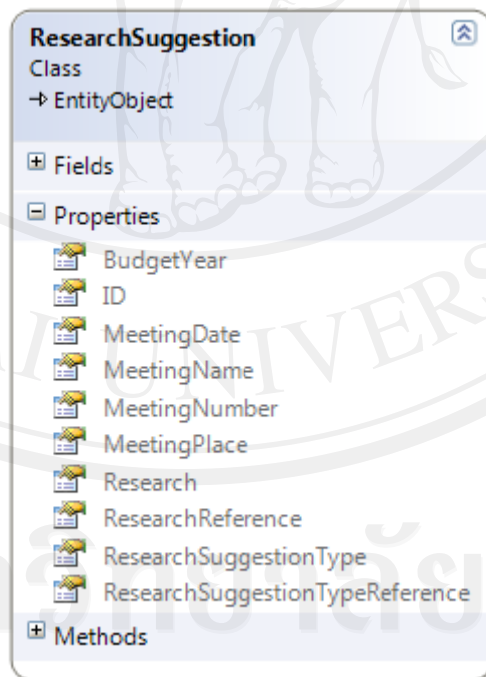 ResearchSuggestion
Class
EntityObject
Fields
Properties
BudgetYear
ID
MeetingDate
MeetingName
MeetingNumber
MeetingPlace
Research
ResearchReference
ResearchSuggestionType
ResearchSuggestionTypeReference
Methods